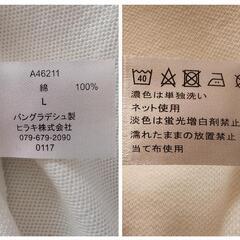 A46211
綿 100%
L
バングラデシュ製
ヒラキ株式会社
079-679-2090
0117
40
濃色は単独洗い
ネット使用
淡色は蛍光増白剤禁止
濡れたままの放置禁止
当て布使用